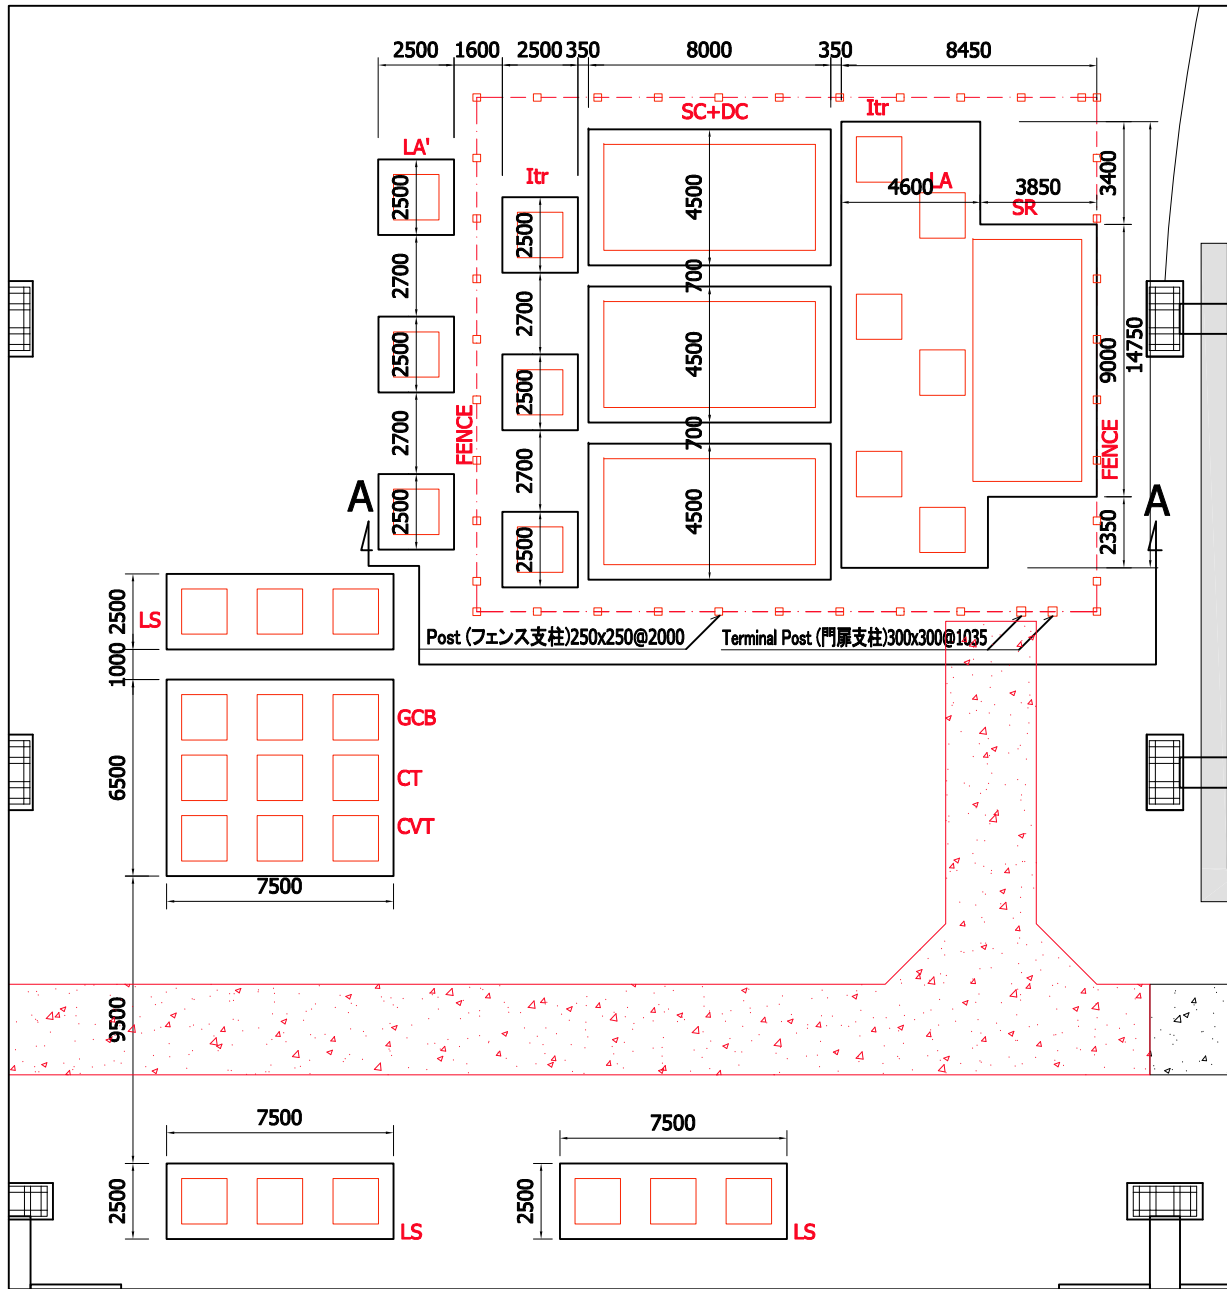 2500 1600 2500 350 8000 350 8450
SC+DC
Itr
LA'
Itr
LA
4600 3850
SR
3400
2500
2500
4500
2700
700
2700
2500
2500
4500
9000
14750
2700
700
2700
FENCE
FENCE
2500
2500
4500
2350
A
A
2500
LS
Post (フェンス支柱)250x250@2000
Terminal Post (門扉支柱)300x300@1035
1000
GCB
6500
CT
CVT
7500
9500
7500
7500
2500
LS
2500
LS